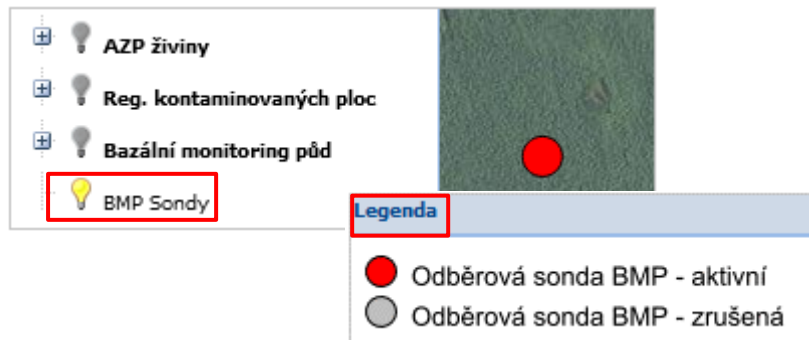 AZP živiny
Reg. kontaminovaných ploc
Bazální monitoring půd
BMP Sondy
Legenda
Odběrová sonda BMP - aktivní
Odběrová sonda BMP - zrušená